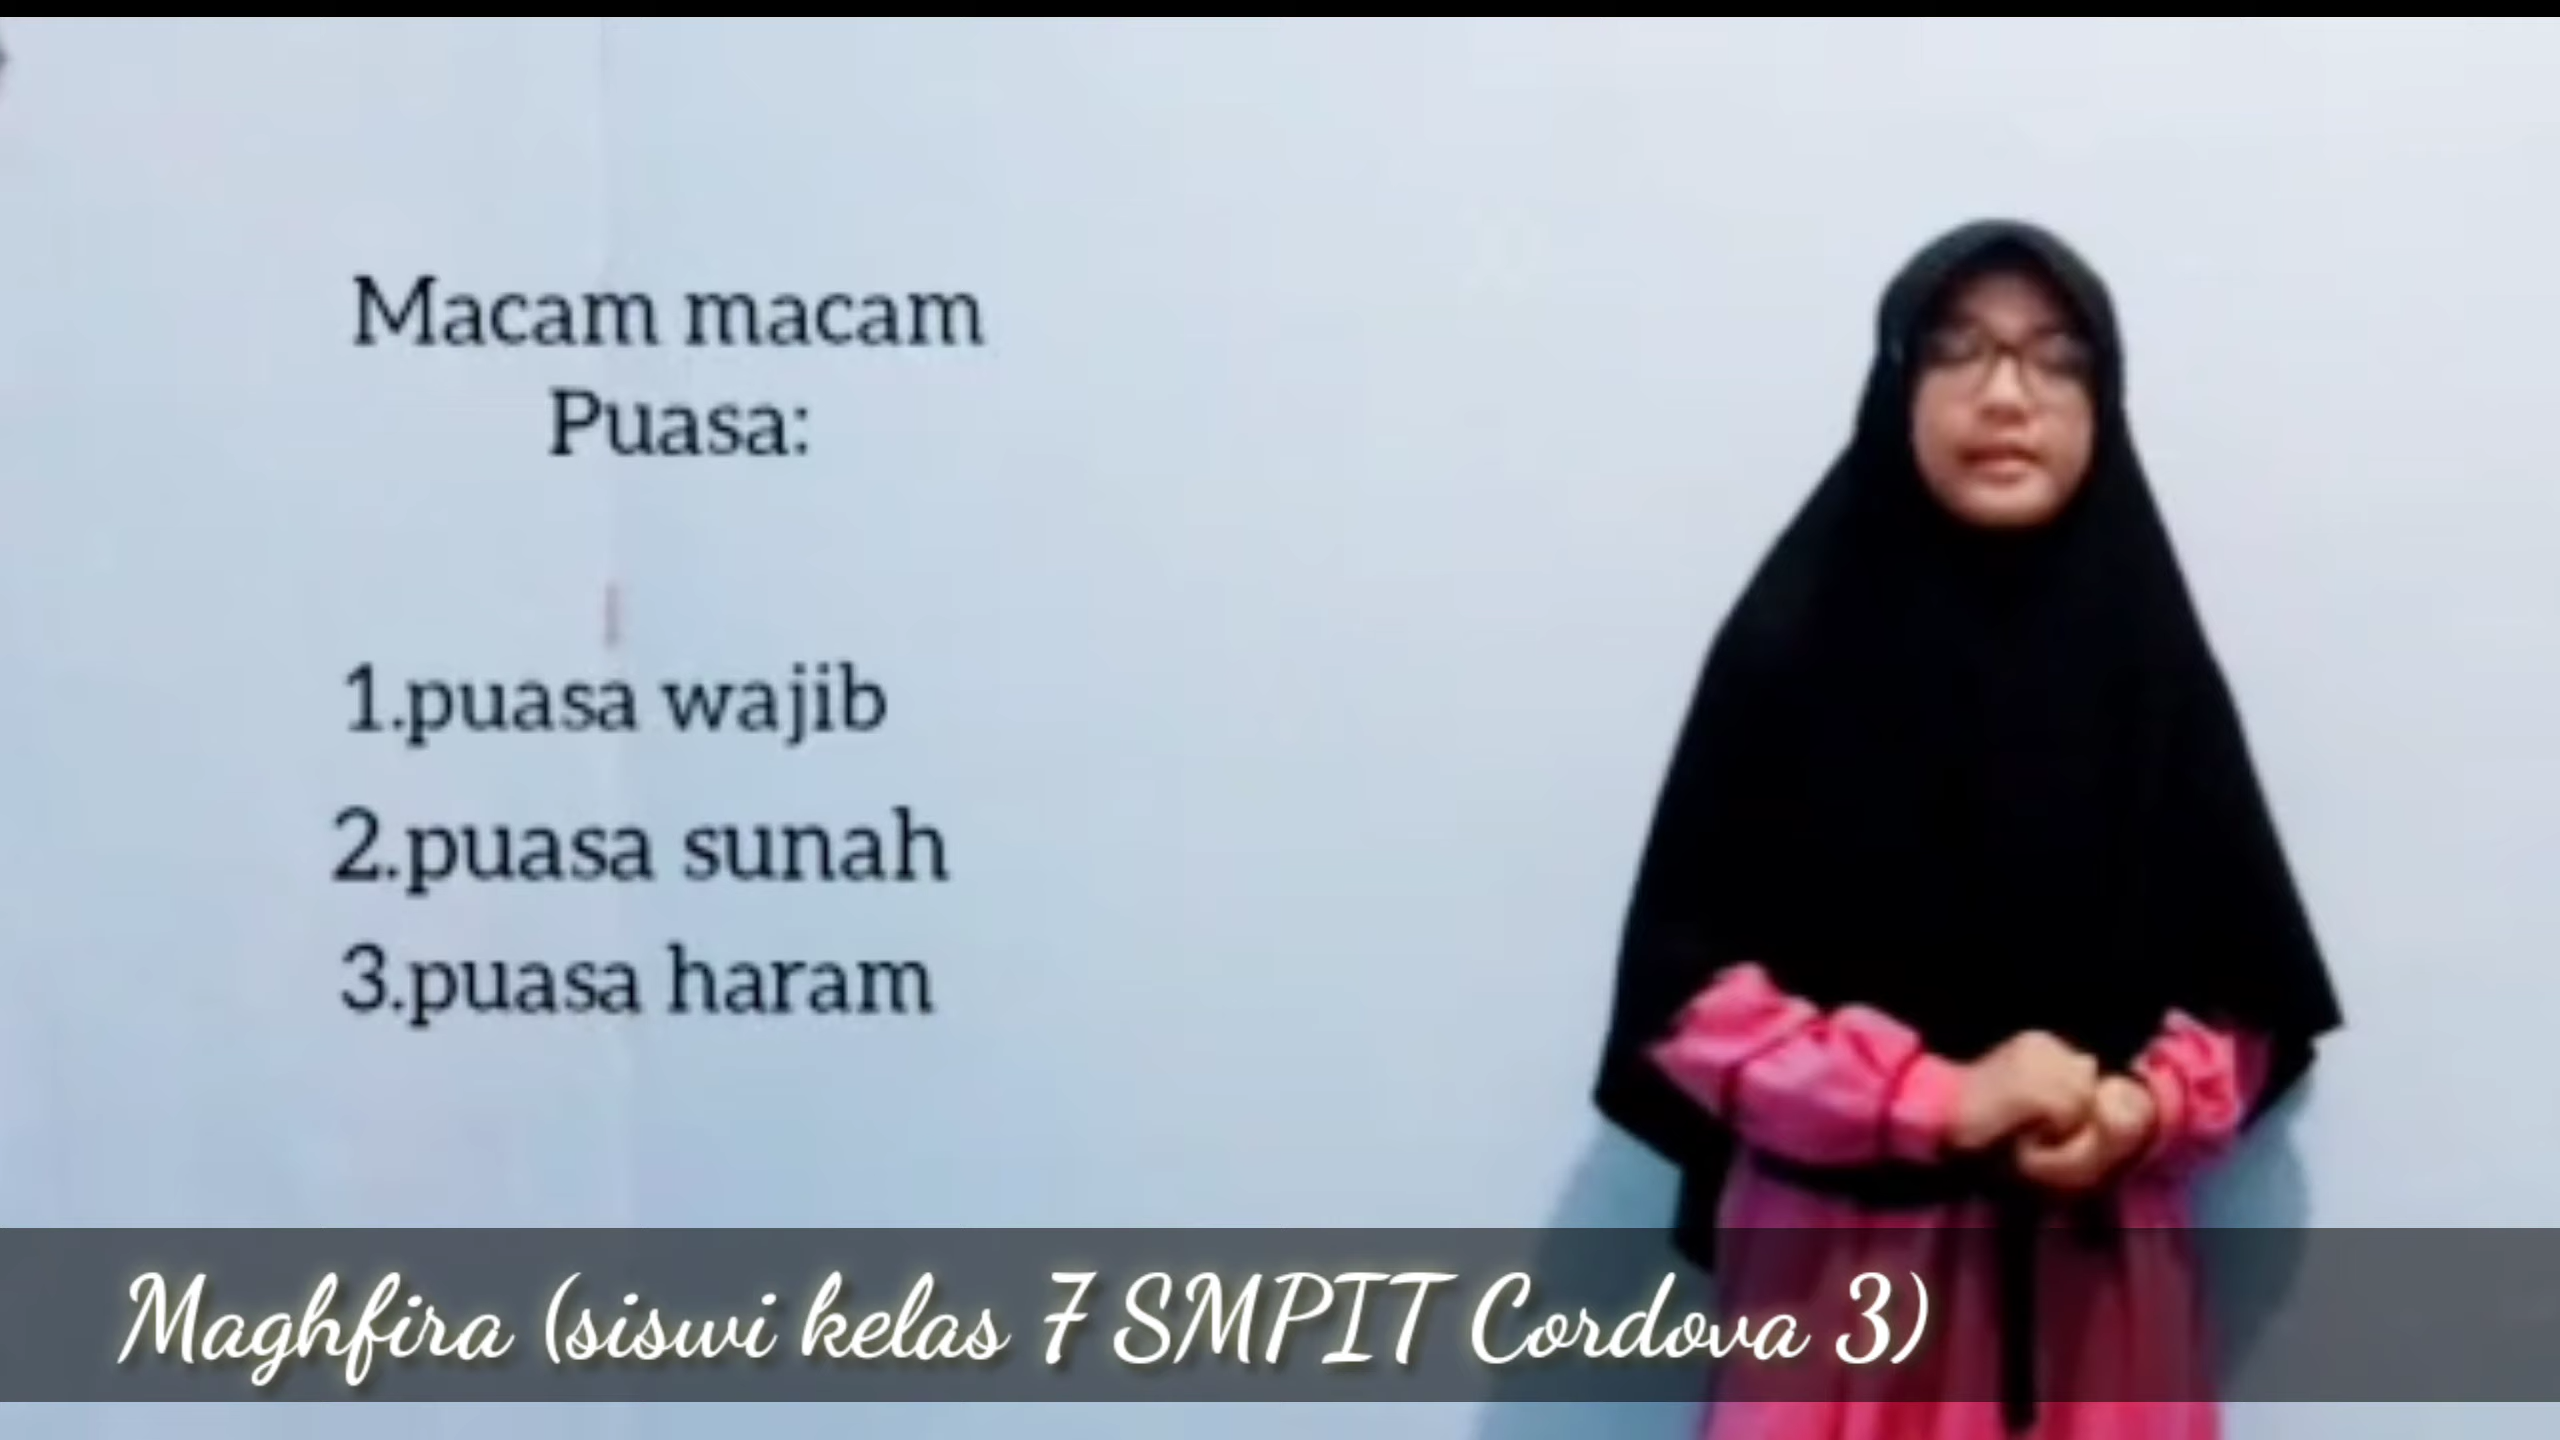 Macam macam
Puasa:
1.puasa wajib
2.puasa sunah
3.puasa haram
Maghfira (siswi kelas 7 SMPIT Cordova 3)